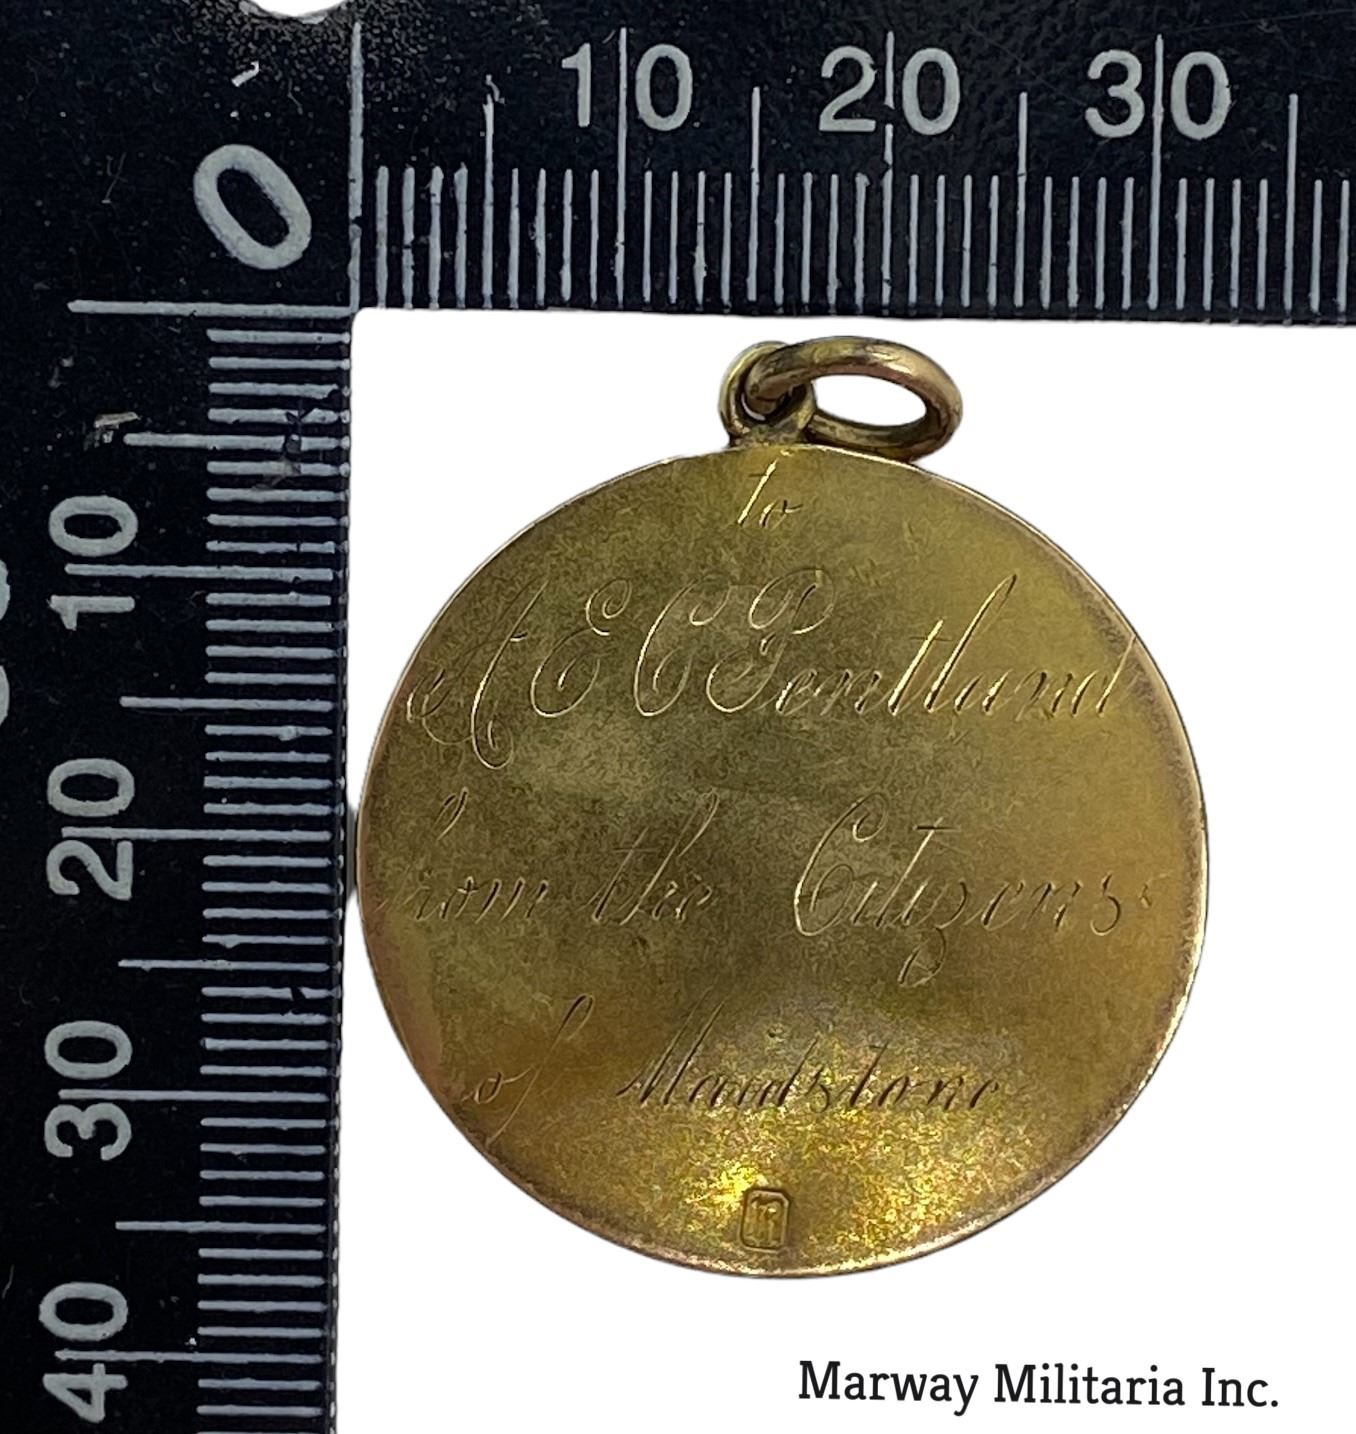 10 20 30
0
10
20
30
40
to
A E C Pentland
from the Citizens
of Maidstone
Marway Militaria Inc.